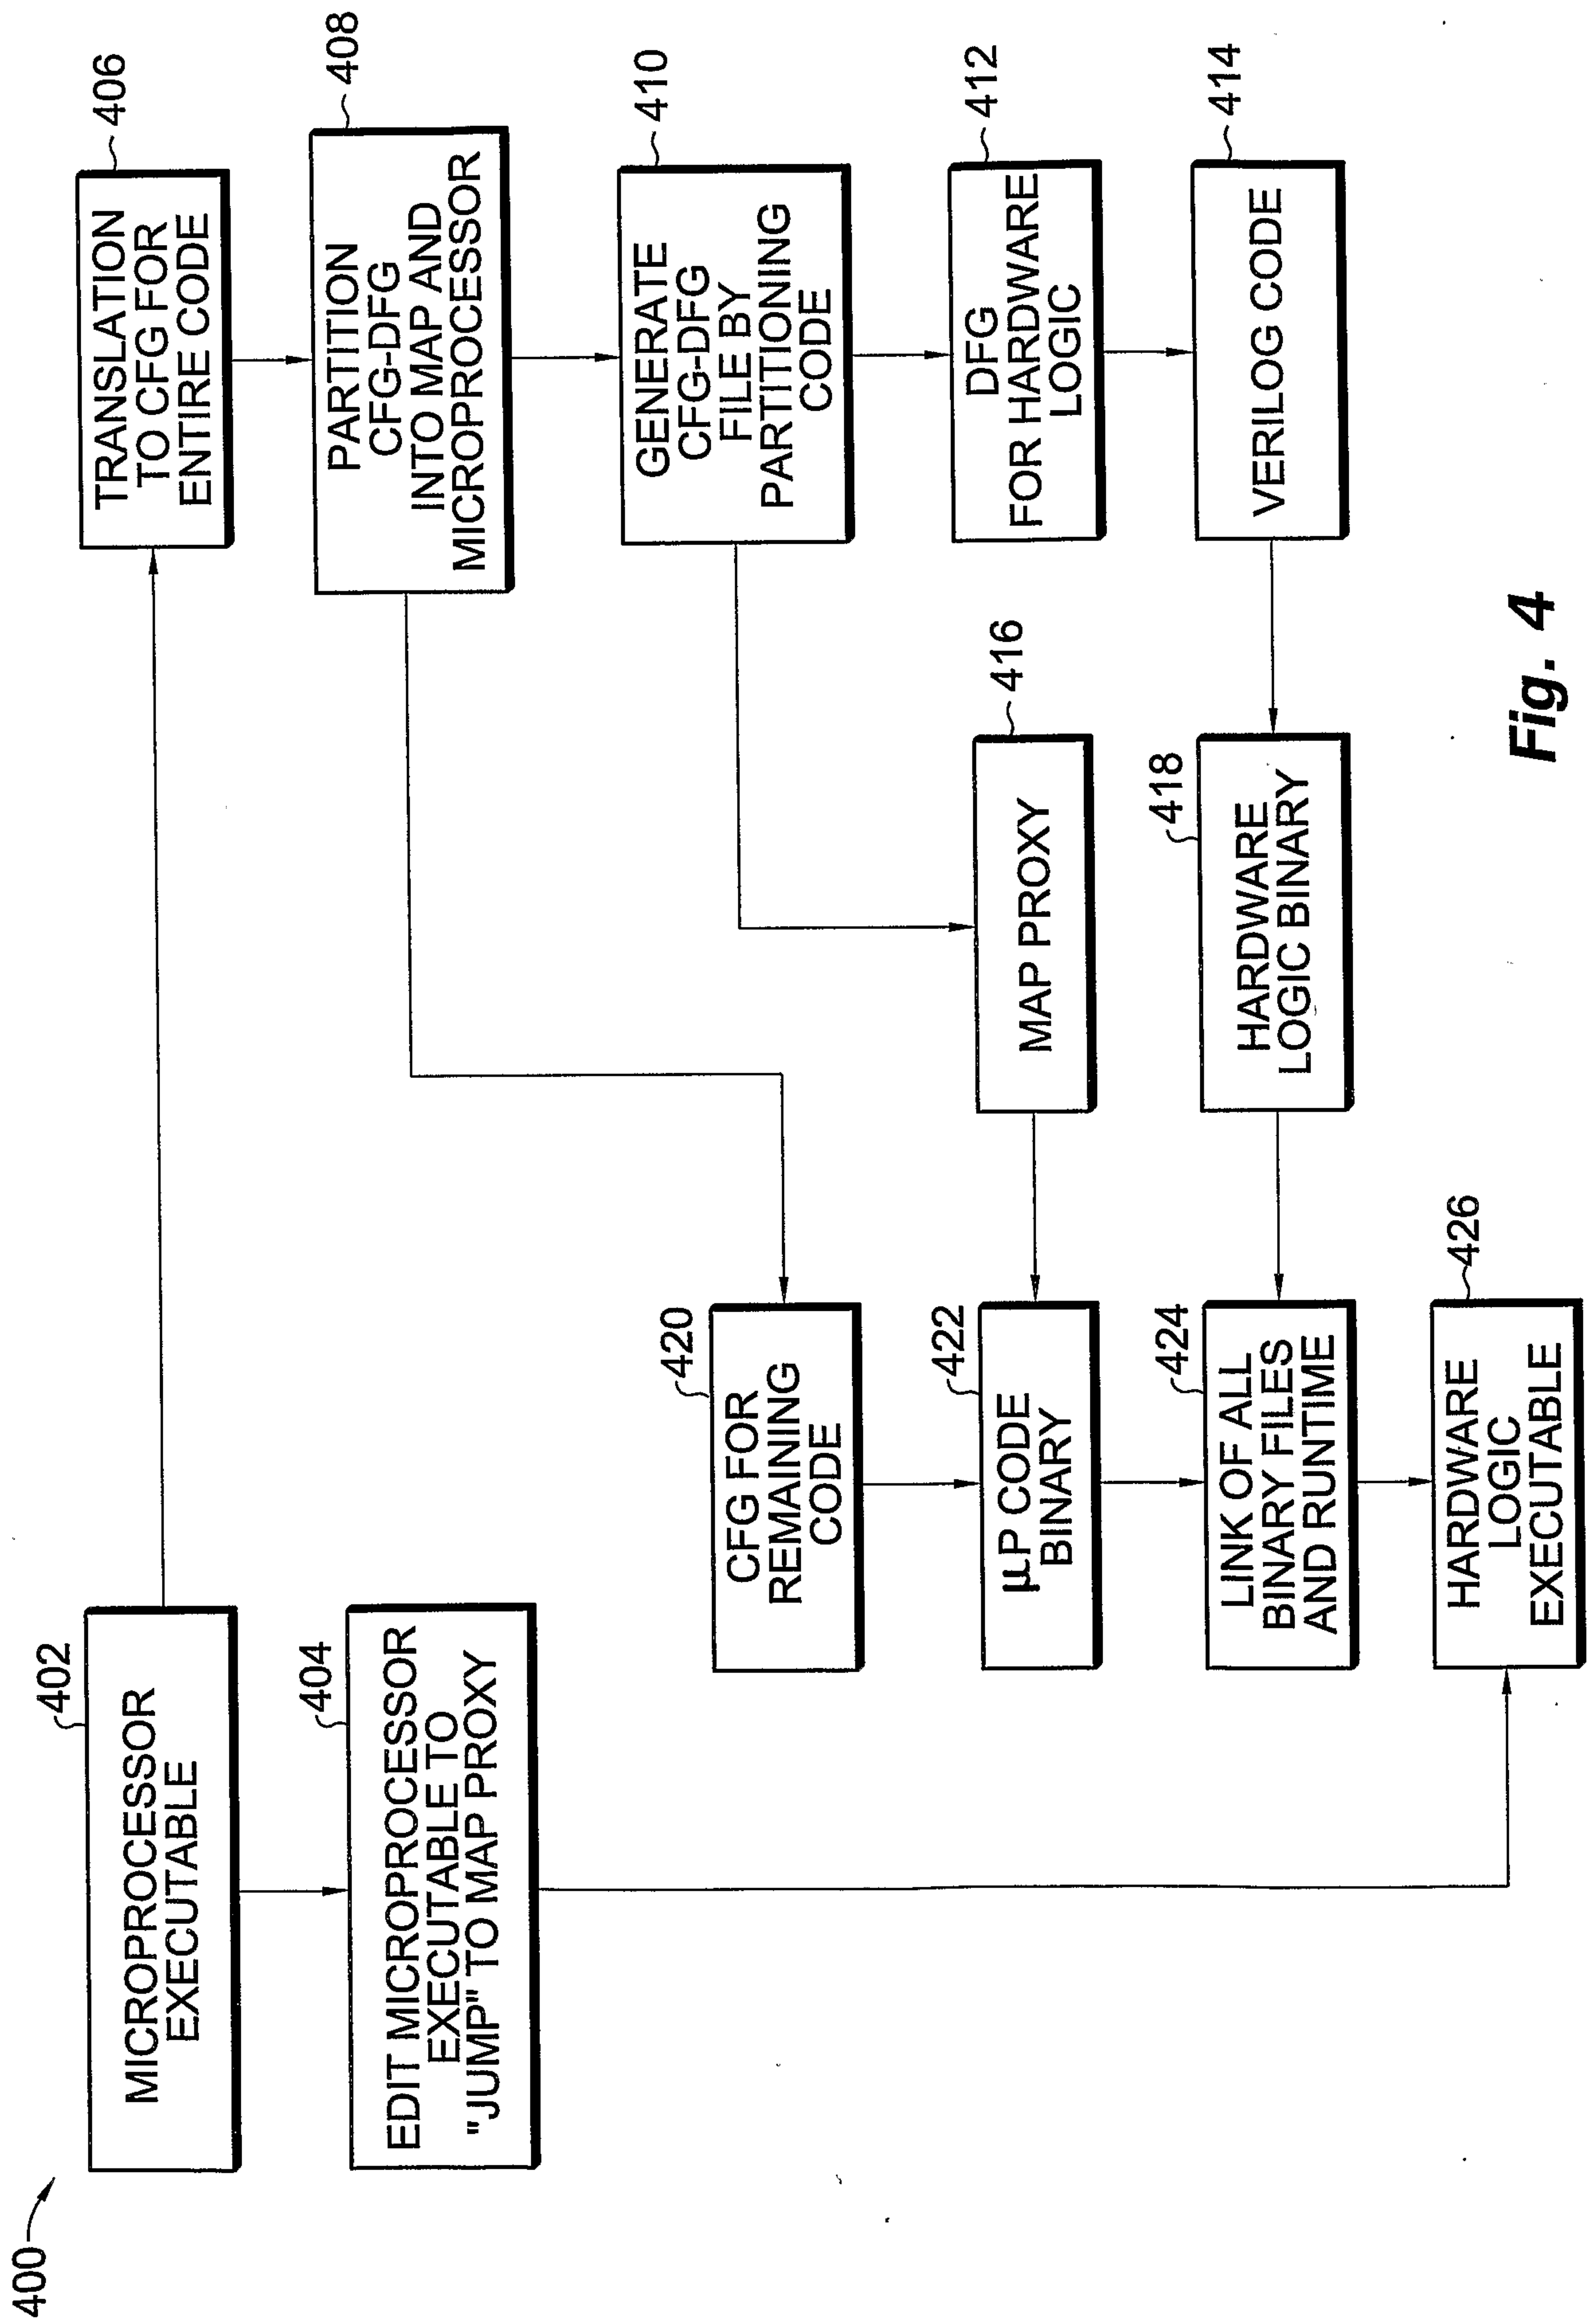 400
402
MICROPROCESSOR
EXECUTABLE
404
EDIT MICROPROCESSOR
EXECUTABLE TO
"JUMP" TO MAP PROXY
406
TRANSLATION
TO CFG FOR
ENTIRE CODE
408
PARTITION
CFG-DFG
INTO MAP AND
MICROPROCESSOR
410
GENERATE
CFG-DFG
FILE BY
PARTITIONING
CODE
412
DFG
FOR HARDWARE
LOGIC
414
VERILOG CODE
416
MAP PROXY
418
HARDWARE
LOGIC BINARY
420
CFG FOR
REMAINING
CODE
422
μP CODE
BINARY
424
LINK OF ALL
BINARY FILES
AND RUNTIME
426
HARDWARE
LOGIC
EXECUTABLE
Fig. 4